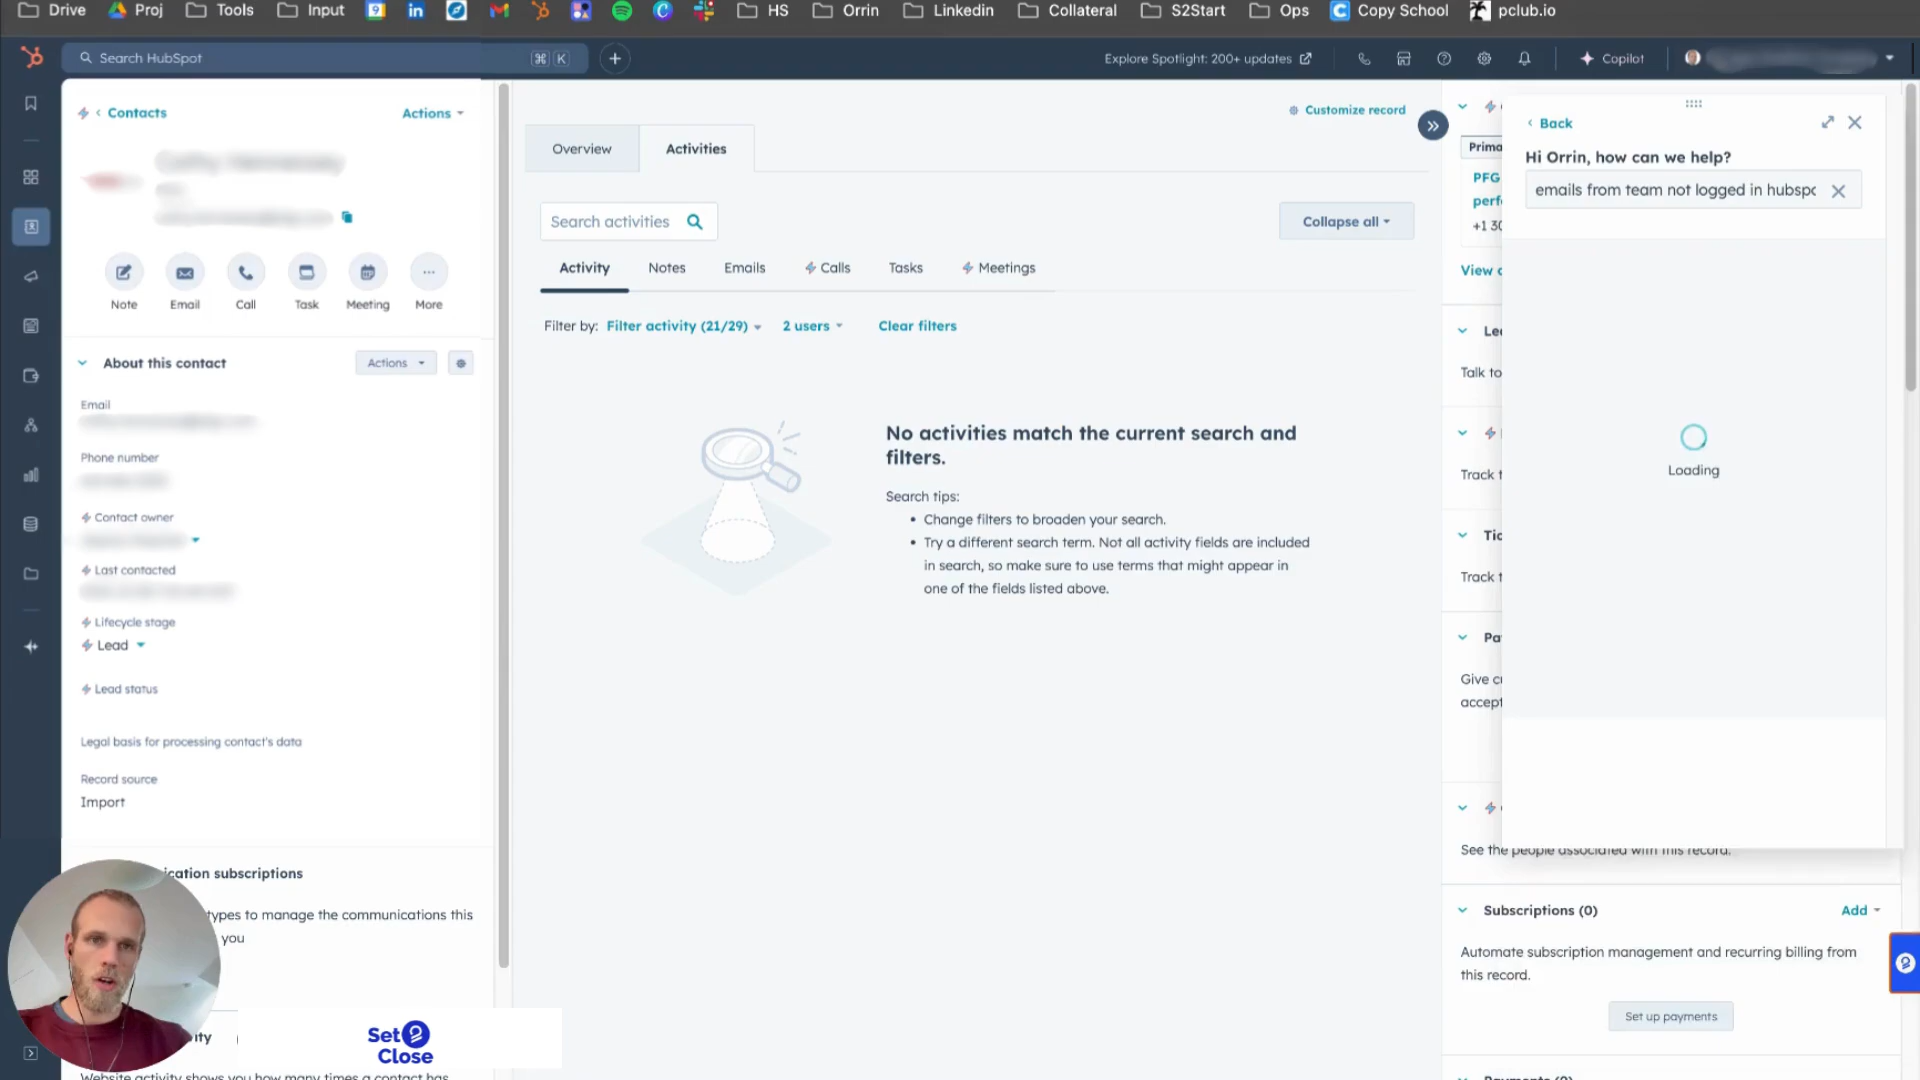 Drive Proj Tools Input HS Orrin Linkedin Collateral S2Start Ops Copy School pclub.io
Search HubSpot ⌘ K
Explore Spotlight: 200+ updates
Copilot
Contacts
Actions
Note Email Call Task Meeting More
About this contact
Actions
Email
Phone number
Contact owner
Last contacted
Lifecycle stage
Lead
Lead status
Legal basis for processing contact's data
Record source
Import
ication subscriptions
types to manage the communications this
you
ity
Website activity shows you how many times a contact has
Set
Close
Customize record
Overview Activities
Search activities
Collapse all
Activity Notes Emails Calls Tasks Meetings
Filter by: Filter activity (21/29) 2 users Clear filters
No activities match the current search and
filters.
Search tips:
Change filters to broaden your search.
Try a different search term. Not all activity fields are included
in search, so make sure to use terms that might appear in
one of the fields listed above.
Prima
PFG
perf
+1 30
View
Talk to
Track t
Track t
Give c
accept
Back
Hi Orrin, how can we help?
emails from team not logged in hubspo
Loading
See the people associated with this record.
Subscriptions (0)
Add
Automate subscription management and recurring billing from
this record.
Set up payments
Payments (0)